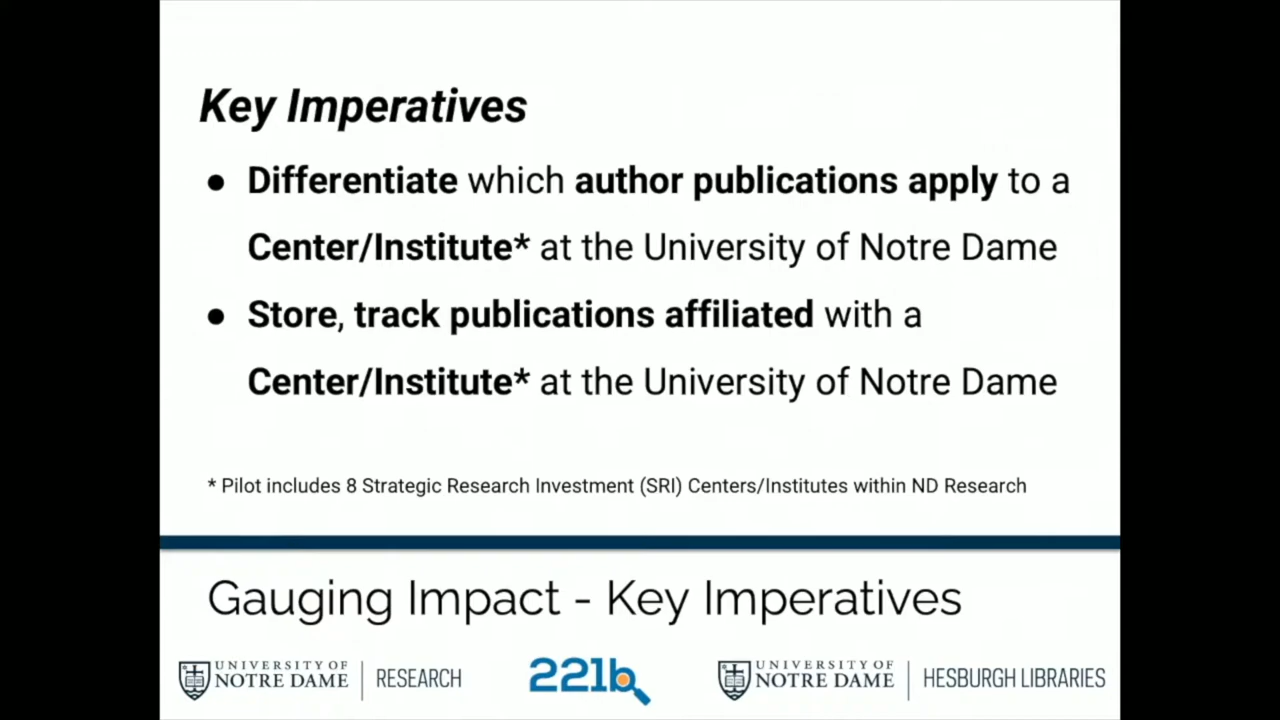 Key Imperatives
● Differentiate which author publications apply to a
Center/Institute* at the University of Notre Dame
● Store, track publications affiliated with a
Center/Institute* at the University of Notre Dame
* Pilot includes 8 Strategic Research Investment (SRI) Centers/Institutes within ND Research
Gauging Impact - Key Imperatives
UNIVERSITY OF
NOTRE DAME
RESEARCH
221b
UNIVERSITY OF
NOTRE DAME
HESBURGH LIBRARIES